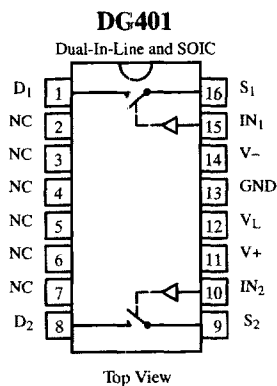 DG401
Dual-In-Line and SOIC
D1 1 16 S1
NC 2 15 IN1
NC 3 14 V−
NC 4 13 GND
NC 5 12 VL
NC 6 11 V+
NC 7 10 IN2
D2 8 9 S2
Top View